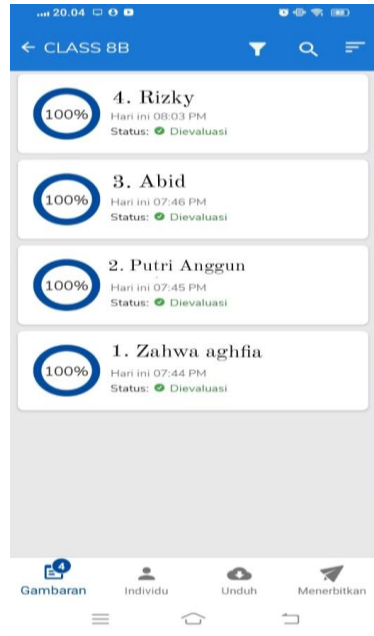 20.04
← CLASS 8B
100%
4. Rizky
Hari ini 08:03 PM
Status: Dievaluasi
100%
3. Abid
Hari ini 07:46 PM
Status: Dievaluasi
100%
2. Putri Anggun
Hari ini 07:45 PM
Status: Dievaluasi
100%
1. Zahwa aghfia
Hari ini 07:44 PM
Status: Dievaluasi
4
Gambaran Individu Unduh Menerbitkan